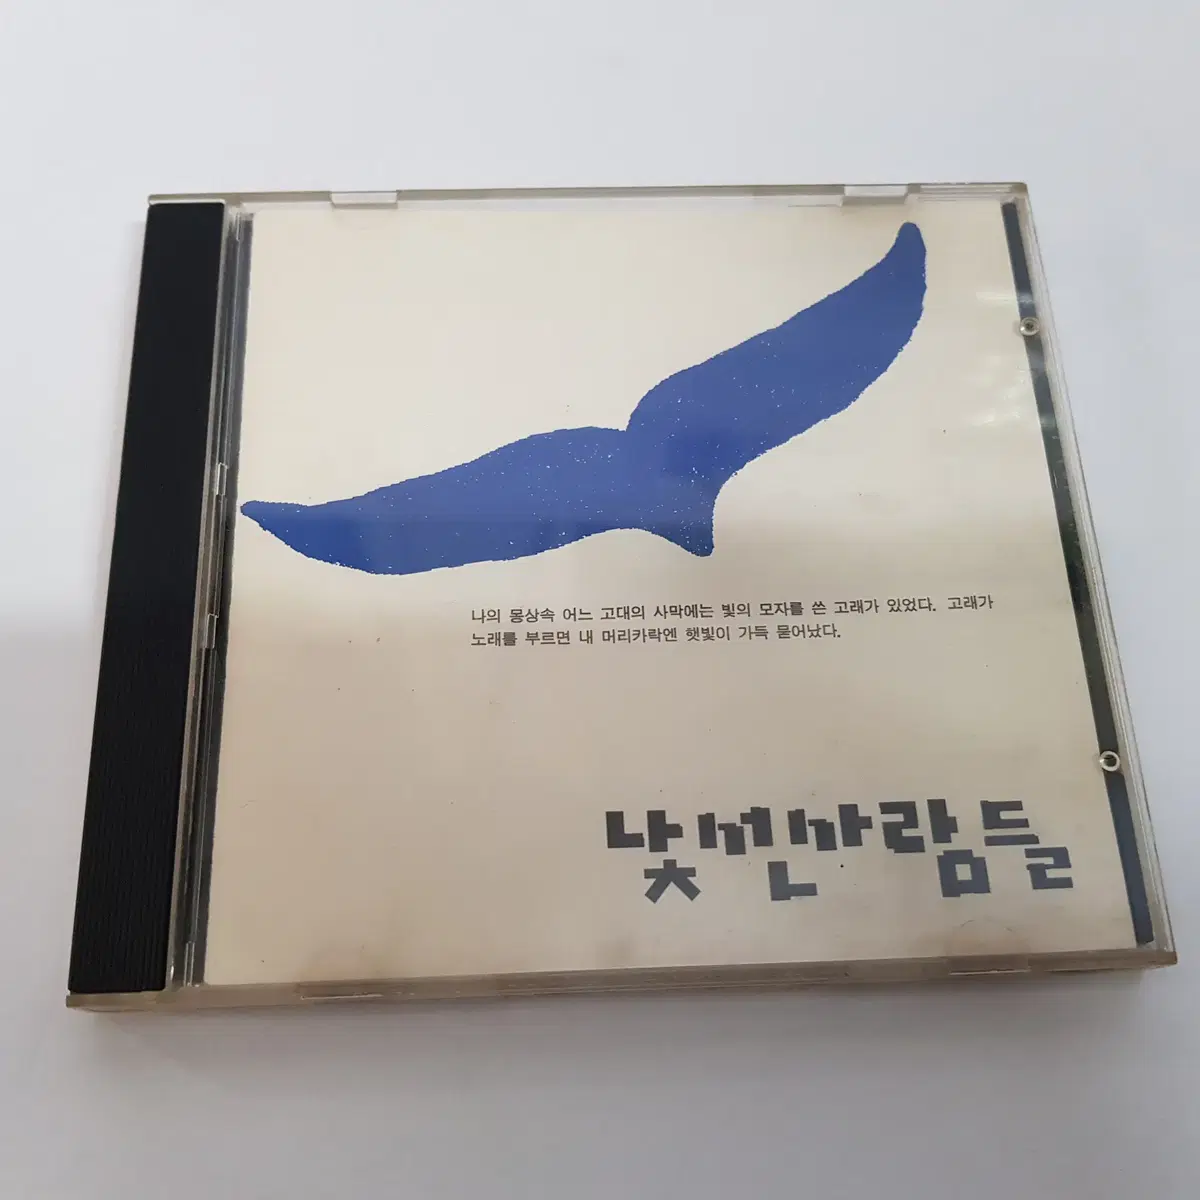 나의 몽상속 어느 고대의 사막에는 빛의 모자를 쓴 고래가 있었다. 고래가
노래를 부르면 내 머리카락엔 햇빛이 가득 묻어났다.
낯선사람들